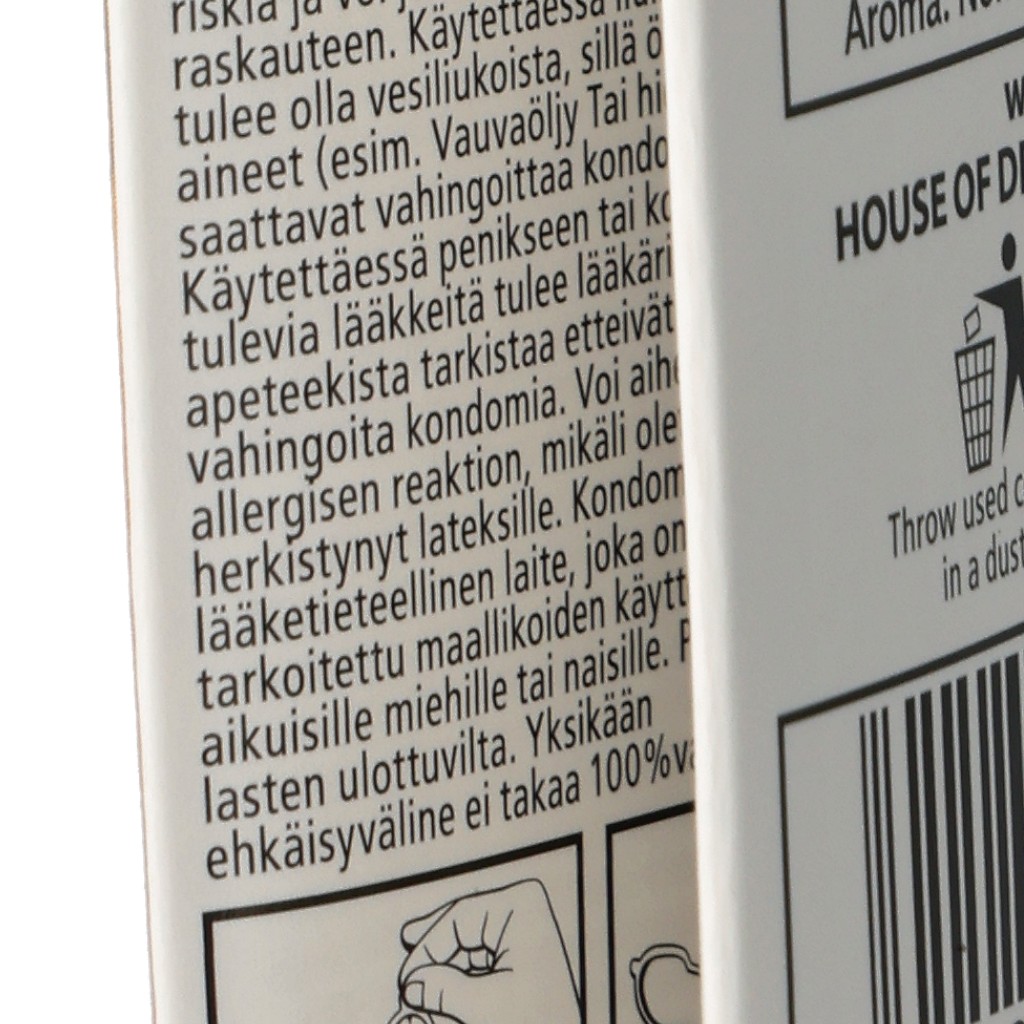 raskauteen. Käytettäessä
tulee olla vesiliukoista, sillä
aineet (esim. Vauvaöljy Tai
saattavat vahingoittaa
Käytettäessä penikseen tai
tulevia lääkkeitä tulee
apeteekista tarkistaa etteivät
vahingoita kondomia. Voi
allergisen reaktion, mikäli
herkistynyt lateksille.
lääketieteellinen laite, joka on
tarkoitettu maallikoiden
aikuisille miehille tai naisille.
lasten ulottuvilta. Yksikään
ehkäisyväline ei takaa 100%
Aroma.
HOUSE OF
Throw used
in a